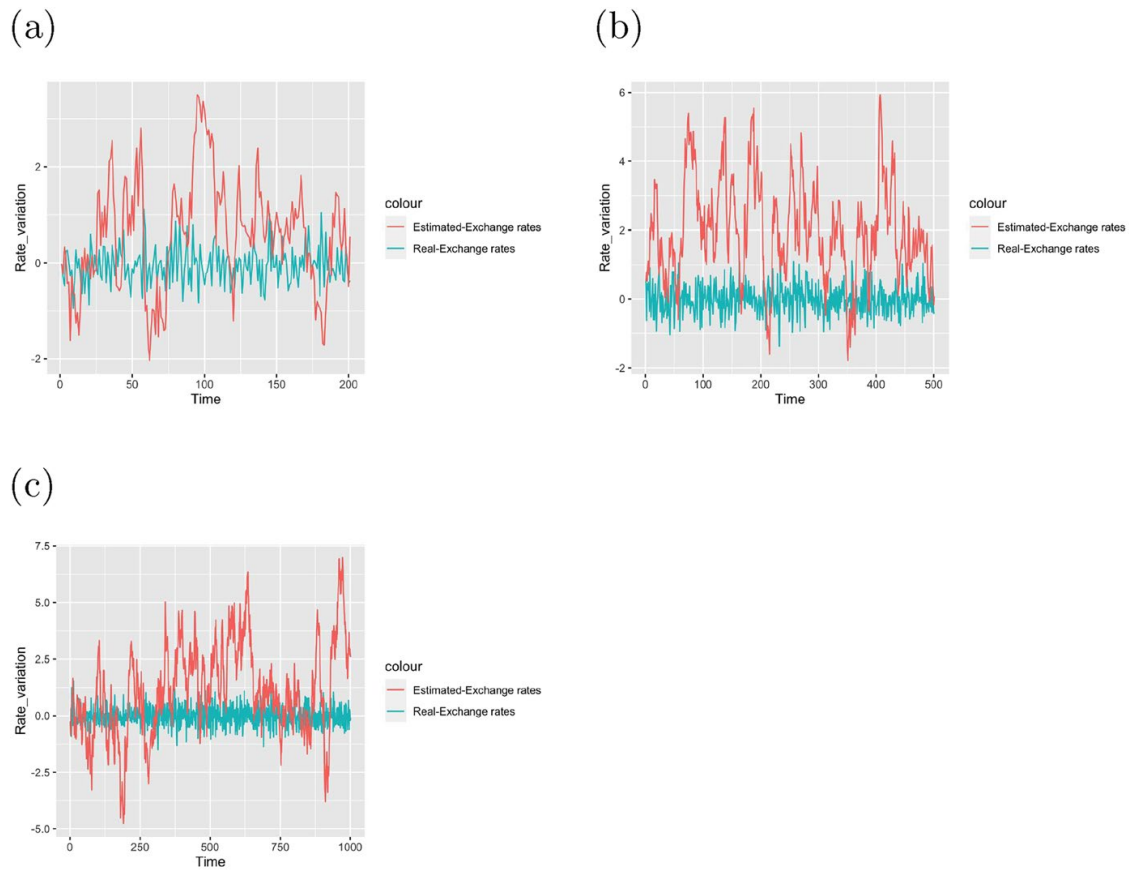 (a)
Rate_variation
2
0
-2
0
50
100
150
200
Time
colour
Estimated-Exchange rates
Real-Exchange rates
(b)
Rate_variation
6
4
2
0
-2
0
100
200
300
400
500
Time
colour
Estimated-Exchange rates
Real-Exchange rates
(c)
Rate_variation
7.5
5.0
2.5
0.0
-2.5
-5.0
0
250
500
750
1000
Time
colour
Estimated-Exchange rates
Real-Exchange rates